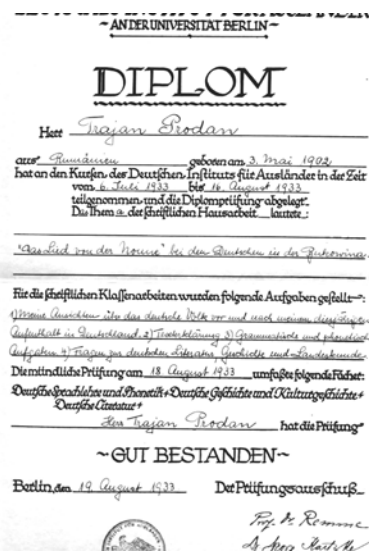 ~ AN DER UNIVERSITÄT BERLIN ~
DIPLOM
Herr Trajan Prodan
aus Rumänien geboren am 3. Mai 1902
hat an den Kursen des Deutschen Instituts für Ausländer in der Zeit
vom 6. Juli 1933 bis 16. August 1933
teilgenommen und die Diplomprüfung abgelegt.
Das Thema der schriftlichen Hausarbeit lautete:
"Das Lied von der Nonne" bei den Deutschen in der Bukowina.
Für die schriftlichen Klassenarbeiten wurden folgende Aufgaben gestellt:
1) Meine Ansichten über das deutsche Volk vor und nach meinem
Aufenthalt in Deutschland. 2) Texterklärung 3) Grammatische und phonetische
Aufgaben 4) Fragen zur deutschen Literatur, Geschichte und Landeskunde.
Die mündliche Prüfung am 18 August 1933 umfaßte folgende Fächer:
Deutsche Sprachlehre und Phonetik + Deutsche Geschichte und Kulturgeschichte +
Deutsche Literatur +
Herr Trajan Prodan hat die Prüfung
~ GUT BESTANDEN ~
Berlin, den 19. August 1933 Der Prüfungsausschuß
Prof. Dr. Remme